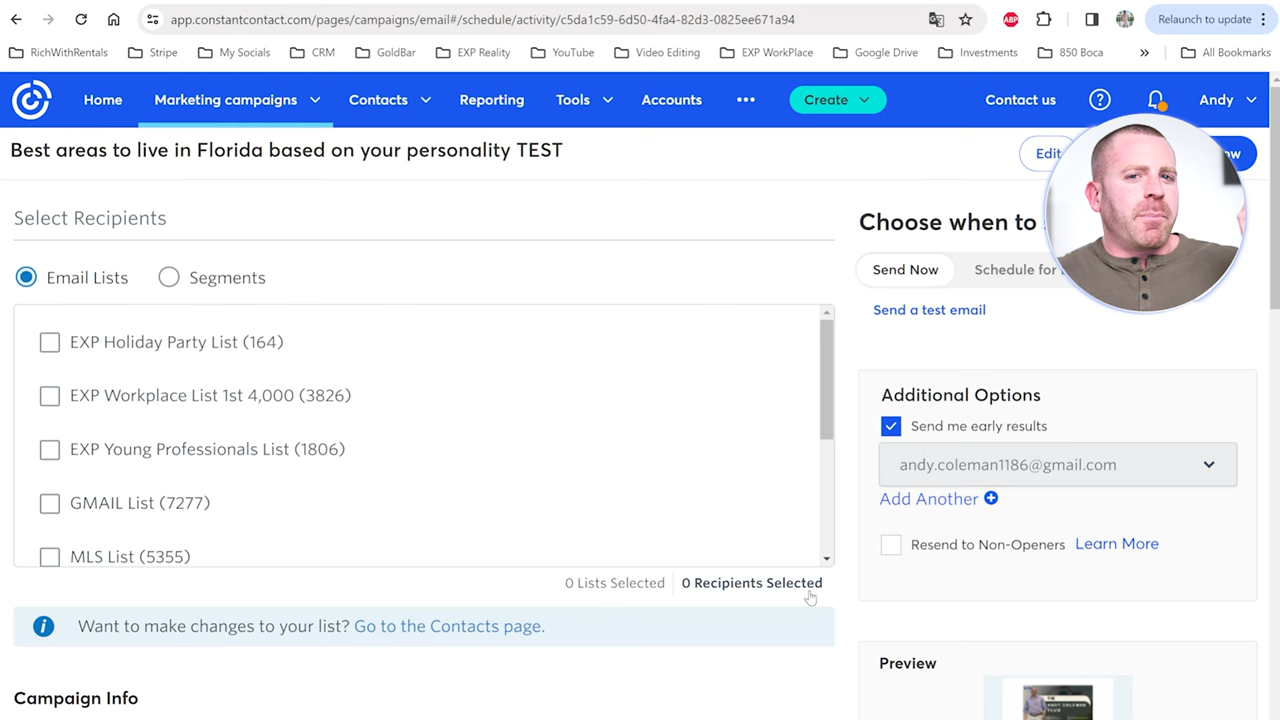 app.constantcontact.com/pages/campaigns/email#/schedule/activity/c5da1c59-6d50-4fa4-82d3-0825ee671a94
ABP
Relaunch to update
RichWithRentals
Stripe
My Socials
CRM
GoldBar
EXP Reality
YouTube
Video Editing
EXP WorkPlace
Google Drive
Investments
850 Boca
»
All Bookmarks
Home
Marketing campaigns
Contacts
Reporting
Tools
Accounts
Create
Contact us
Andy
Best areas to live in Florida based on your personality TEST
Edit
Select Recipients
Choose when to
Email Lists
Segments
Send Now
Schedule for
Send a test email
EXP Holiday Party List (164)
EXP Workplace List 1st 4,000 (3826)
EXP Young Professionals List (1806)
GMAIL List (7277)
MLS List (5355)
Additional Options
Send me early results
andy.coleman1186@gmail.com
Add Another
Resend to Non-Openers Learn More
0 Lists Selected
0 Recipients Selected
Want to make changes to your list? Go to the Contacts page.
Preview
ANDY COLEMAN
Campaign Info